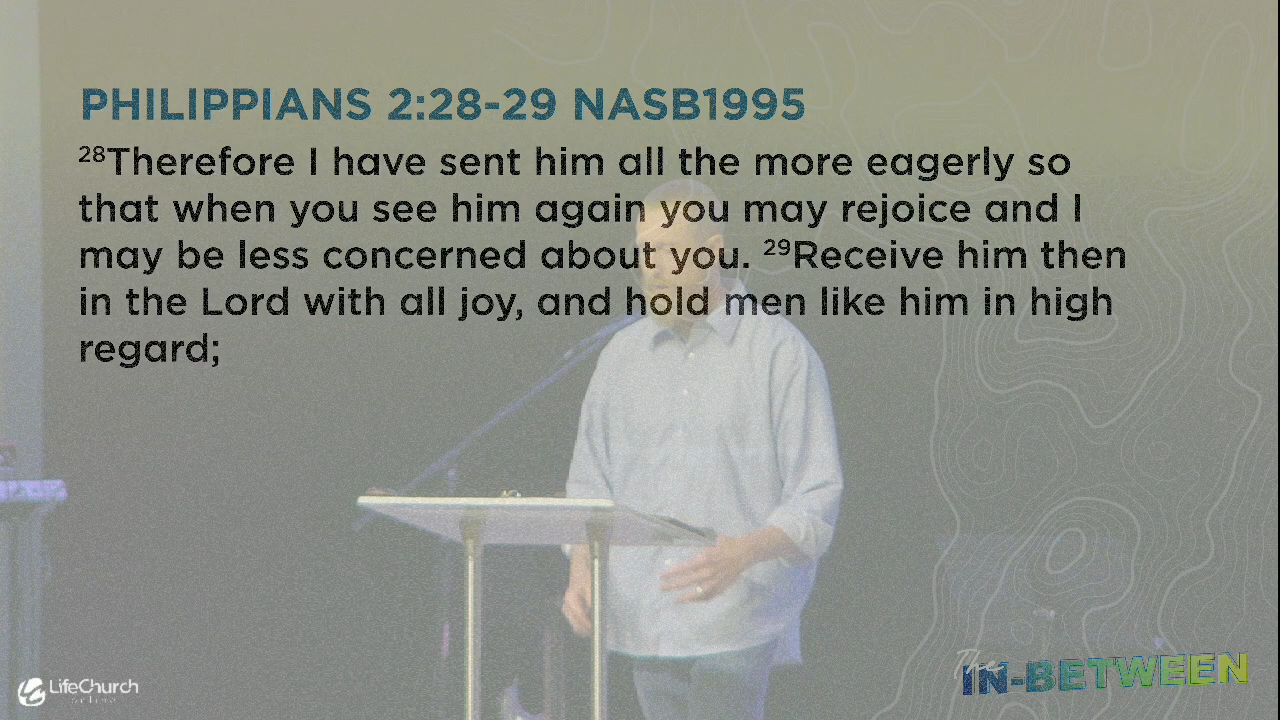 PHILIPPIANS 2:28-29 NASB1995
²⁸Therefore I have sent him all the more eagerly so
that when you see him again you may rejoice and I
may be less concerned about you. ²⁹Receive him then
in the Lord with all joy, and hold men like him in high
regard;
The
IN-BETWEEN
LifeChurch
online